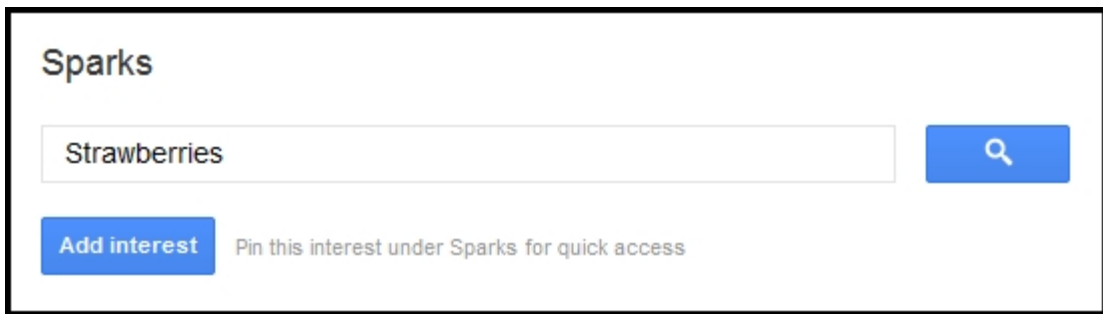 Sparks
Strawberries
Add interest Pin this interest under Sparks for quick access